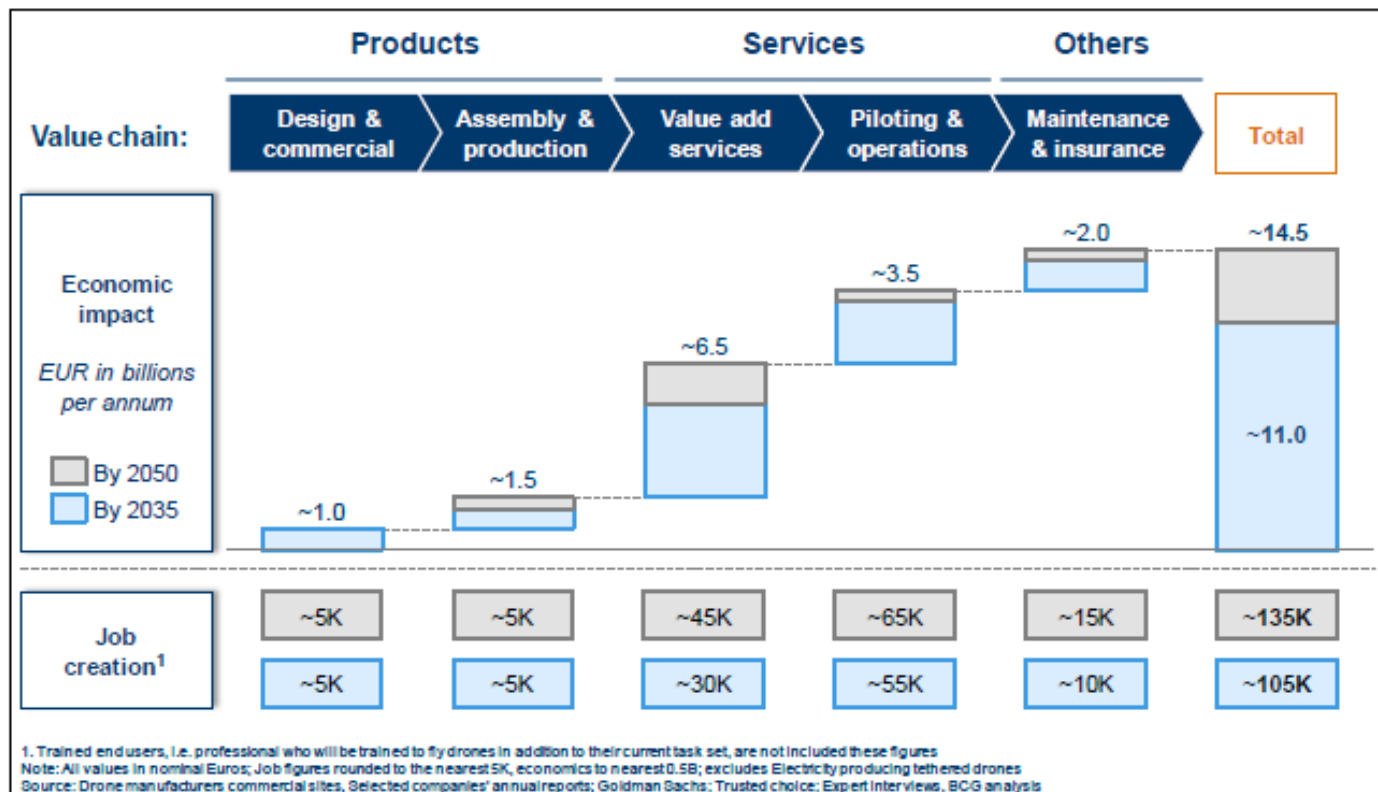 Products
Services
Others
Value chain:
Design &
commercial
Assembly &
production
Value add
services
Piloting &
operations
Maintenance
& insurance
Total
Economic
impact
EUR in billions
per annum
By 2050
By 2035
~1.0
~1.5
~6.5
~3.5
~2.0
~14.5
~11.0
Job
creation1
~5K
~5K
~45K
~65K
~15K
~135K
~5K
~5K
~30K
~55K
~10K
~105K
1. Trained end users, i.e. professional who will be trained to fly drones in addition to their current task set, are not included these figures
Note: All values in nominal Euros; Job figures rounded to the nearest 5K, economics to nearest 0.5B; excludes Electricity producing tethered drones
Source: Drone manufacturers commercial sites, Selected companies' annual reports; Goldman Sachs; Trusted choice; Expert interviews, BCG analysis